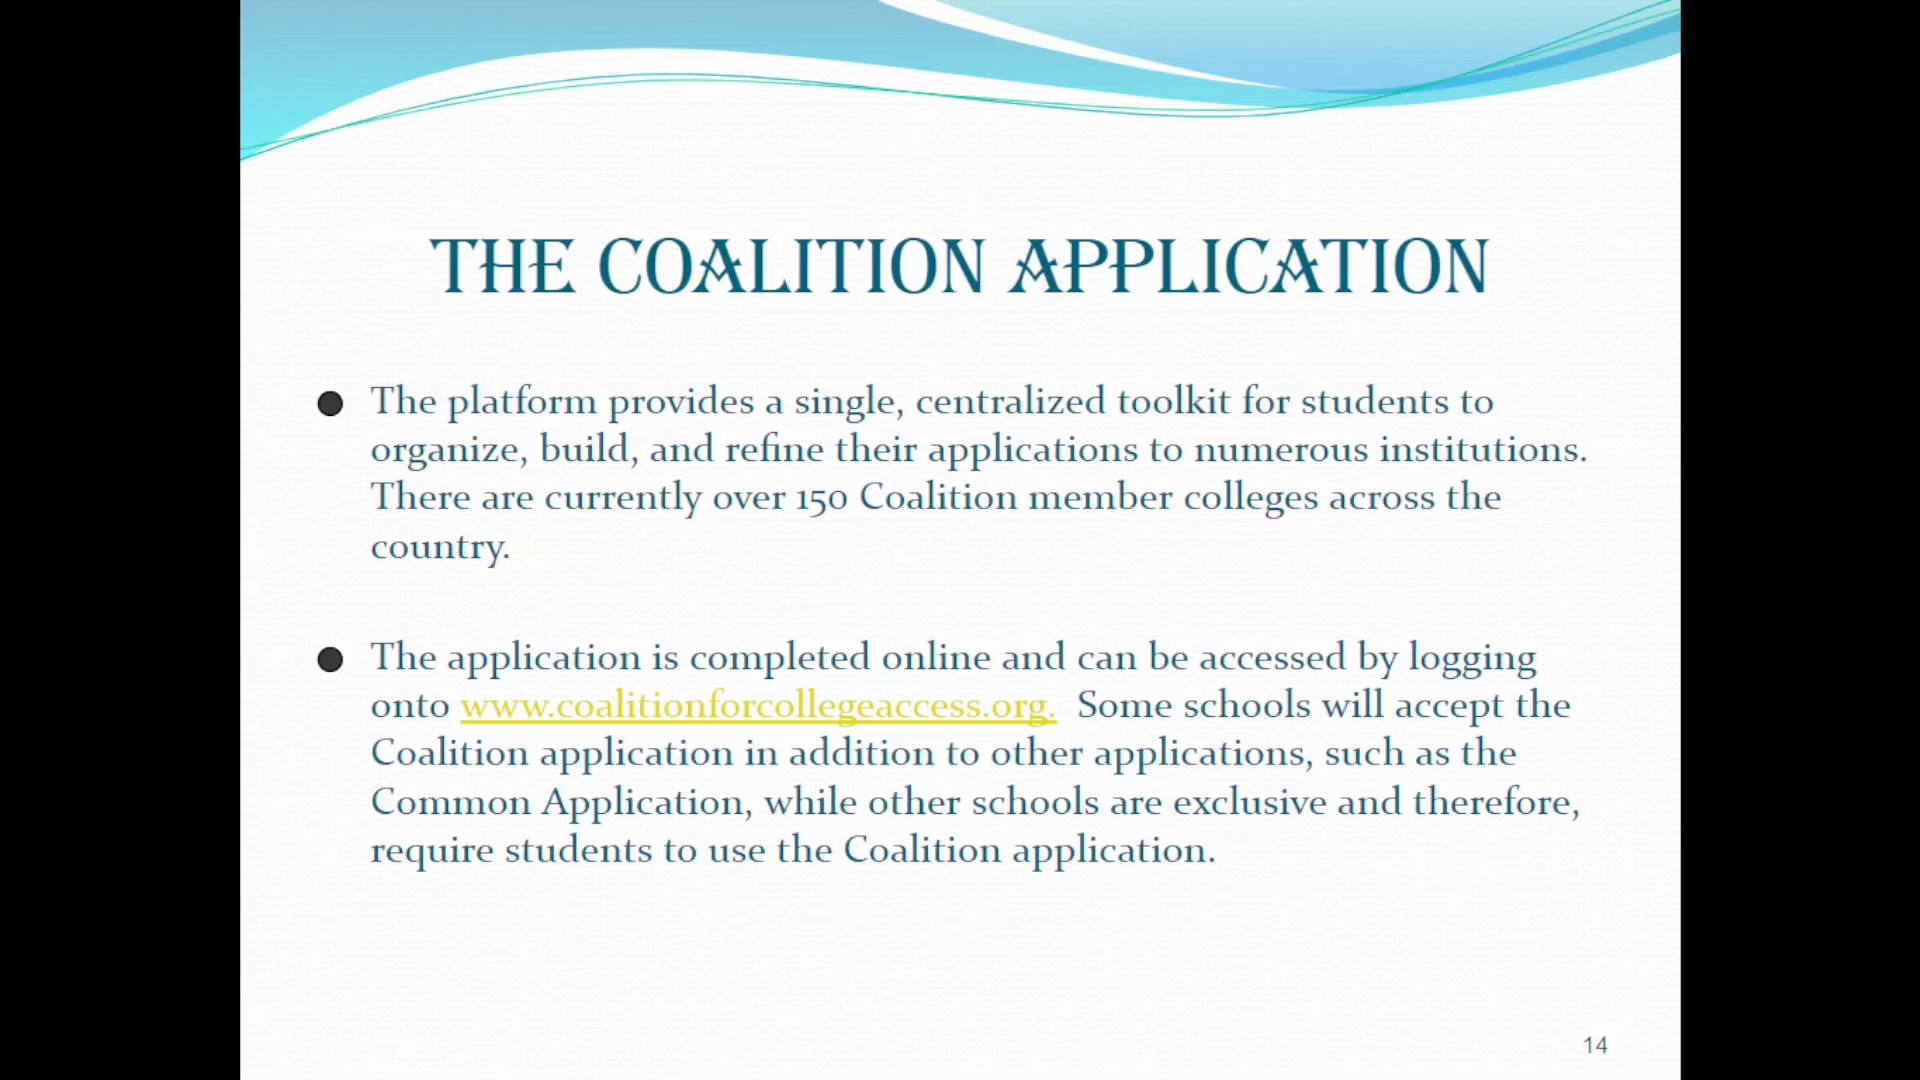 THE COALITION APPLICATION
● The platform provides a single, centralized toolkit for students to
organize, build, and refine their applications to numerous institutions.
There are currently over 150 Coalition member colleges across the
country.
● The application is completed online and can be accessed by logging
onto www.coalitionforcollegeaccess.org. Some schools will accept the
Coalition application in addition to other applications, such as the
Common Application, while other schools are exclusive and therefore,
require students to use the Coalition application.
14